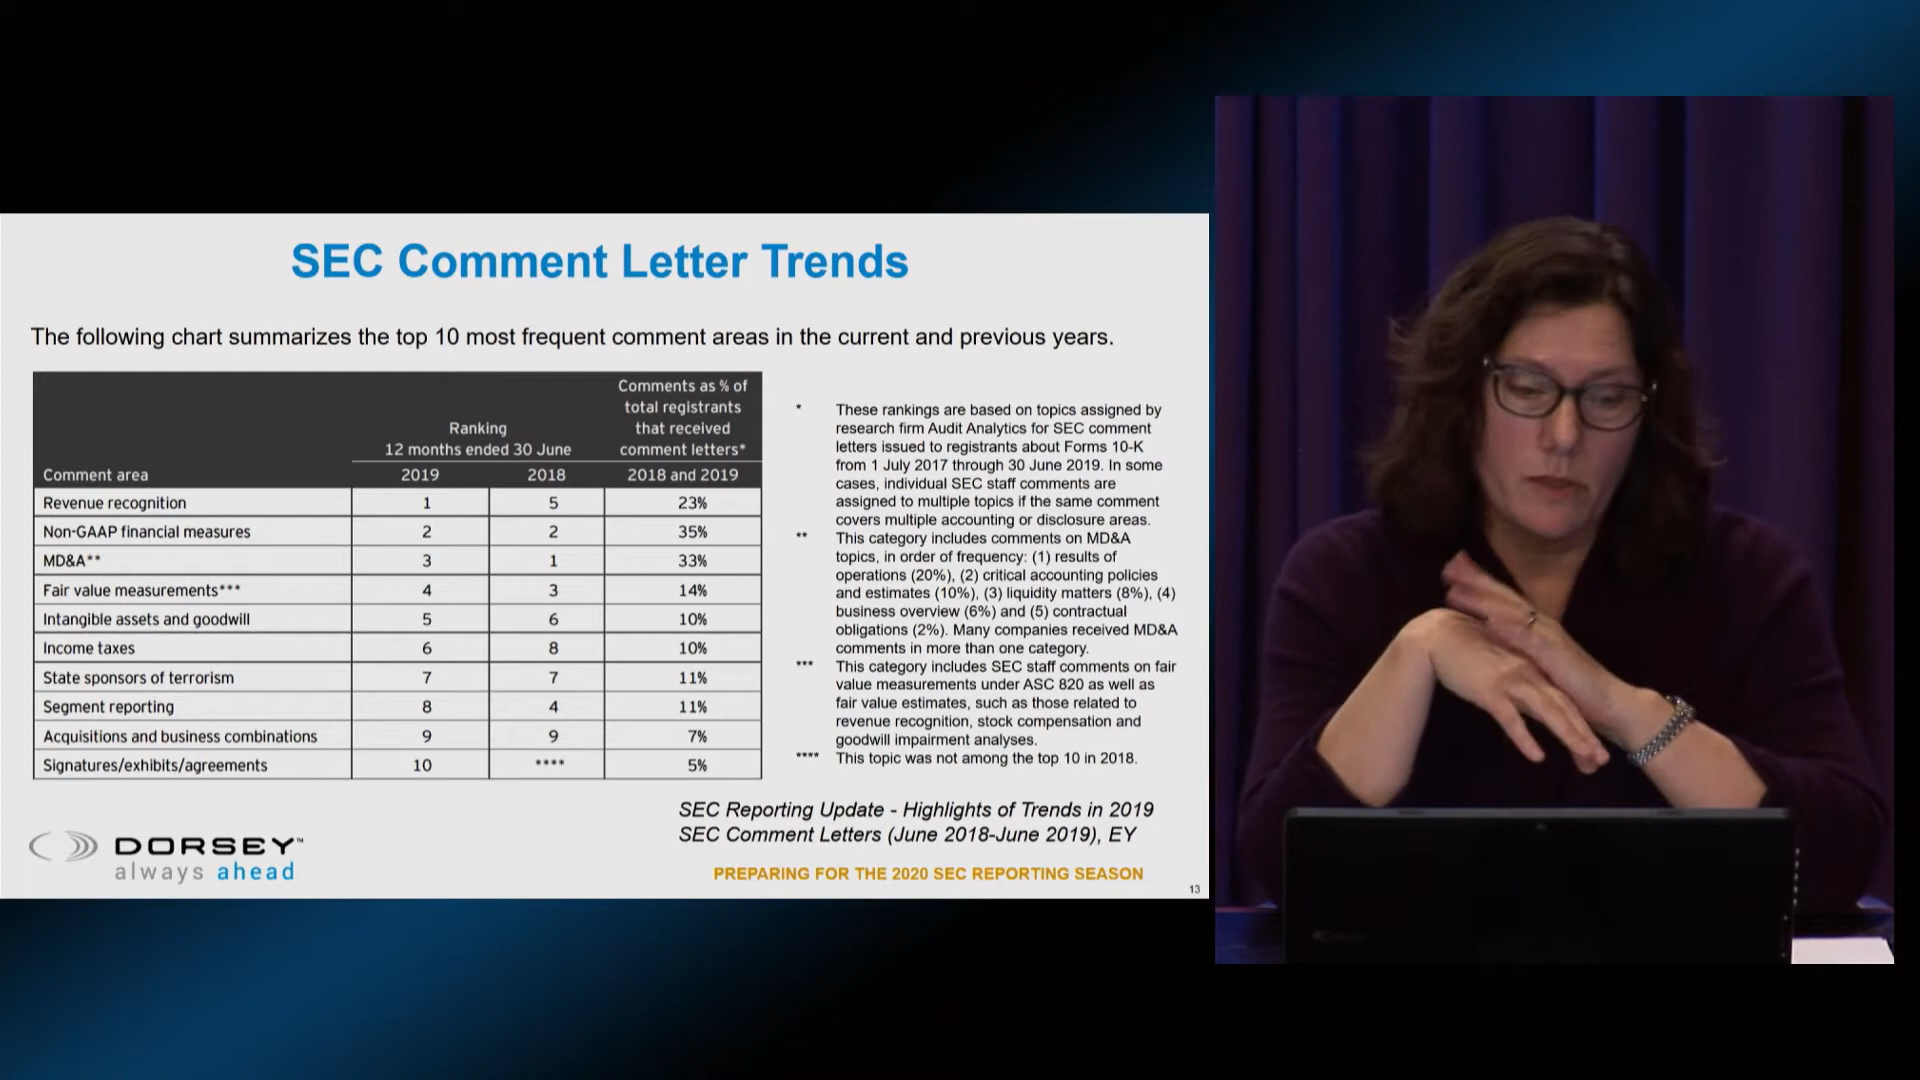 SEC Comment Letter Trends
The following chart summarizes the top 10 most frequent comment areas in the current and previous years.
Comments as % of
total registrants
that received
comment letters*
Ranking
12 months ended 30 June
Comment area 2019 2018 2018 and 2019
Revenue recognition 1 5 23%
Non-GAAP financial measures 2 2 35%
MD&A** 3 1 33%
Fair value measurements*** 4 3 14%
Intangible assets and goodwill 5 6 10%
Income taxes 6 8 10%
State sponsors of terrorism 7 7 11%
Segment reporting 8 4 11%
Acquisitions and business combinations 9 9 7%
Signatures/exhibits/agreements 10 **** 5%
* These rankings are based on topics assigned by
research firm Audit Analytics for SEC comment
letters issued to registrants about Forms 10-K
from 1 July 2017 through 30 June 2019. In some
cases, individual SEC staff comments are
assigned to multiple topics if the same comment
covers multiple accounting or disclosure areas.
** This category includes comments on MD&A
topics, in order of frequency: (1) results of
operations (20%), (2) critical accounting policies
and estimates (10%), (3) liquidity matters (8%), (4)
business overview (6%) and (5) contractual
obligations (2%). Many companies received MD&A
comments in more than one category.
*** This category includes SEC staff comments on fair
value measurements under ASC 820 as well as
fair value estimates, such as those related to
revenue recognition, stock compensation and
goodwill impairment analyses.
**** This topic was not among the top 10 in 2018.
SEC Reporting Update - Highlights of Trends in 2019
SEC Comment Letters (June 2018-June 2019), EY
DORSEY™
always ahead
PREPARING FOR THE 2020 SEC REPORTING SEASON
13